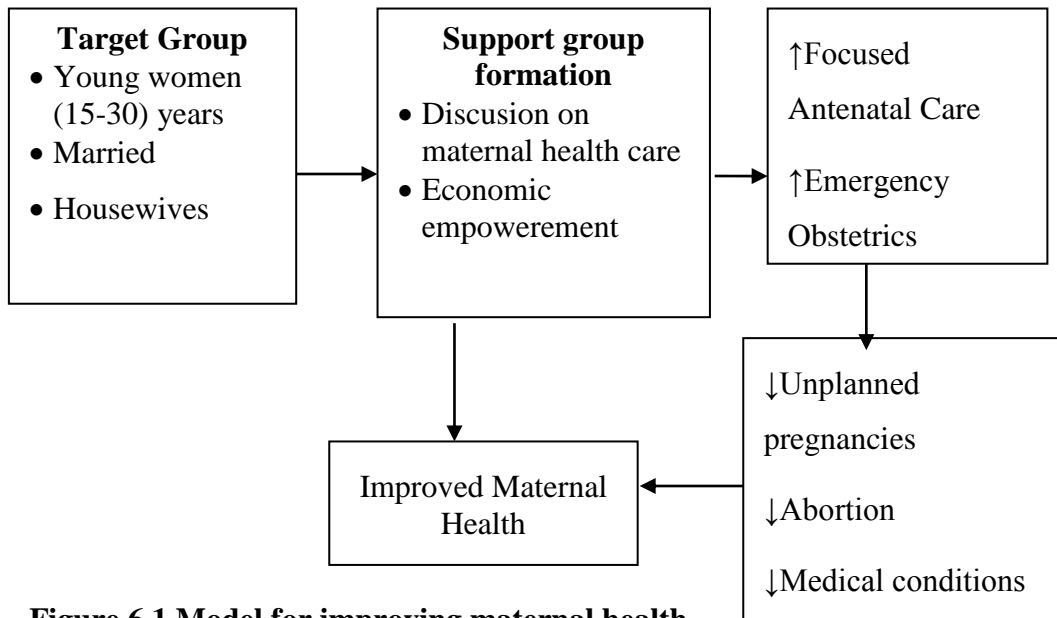 Target Group
• Young women
(15-30) years
• Married
• Housewives
Support group
formation
• Discusion on
maternal health care
• Economic
empowerement
↑Focused
Antenatal Care
↑Emergency
Obstetrics
↓Unplanned
pregnancies
↓Abortion
↓Medical conditions
Improved Maternal
Health
Figure 6.1 Model for improving maternal health